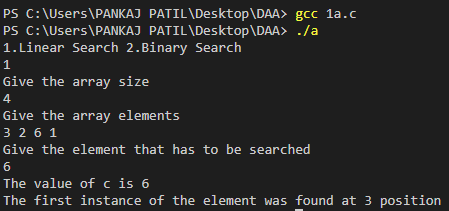 PS C:\Users\PANKAJ PATIL\Desktop\DAA> gcc 1a.c
PS C:\Users\PANKAJ PATIL\Desktop\DAA> ./a
1.Linear Search 2.Binary Search
1
Give the array size
4
Give the array elements
3 2 6 1
Give the element that has to be searched
6
The value of c is 6
The first instance of the element was found at 3 position